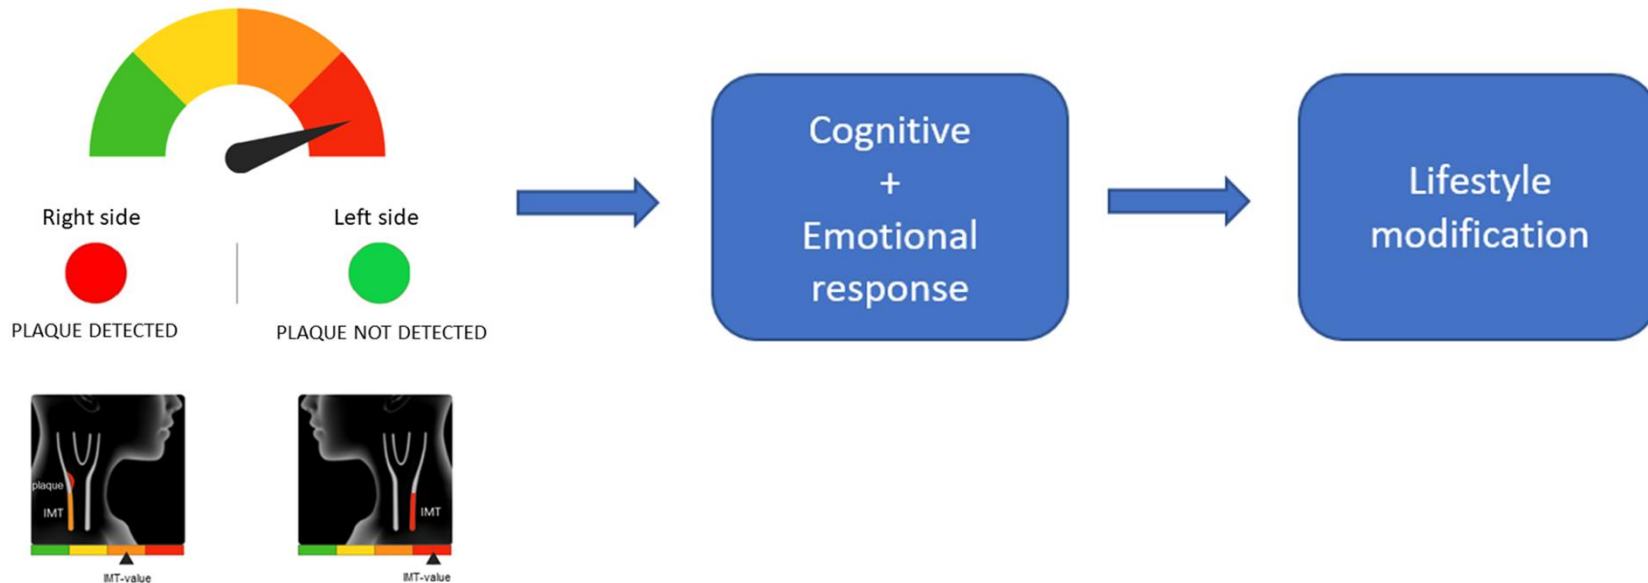 Right side
Left side
PLAQUE DETECTED
PLAQUE NOT DETECTED
plaque
IMT
IMT
IMT-value
IMT-value
Cognitive
+
Emotional
response
Lifestyle
modification